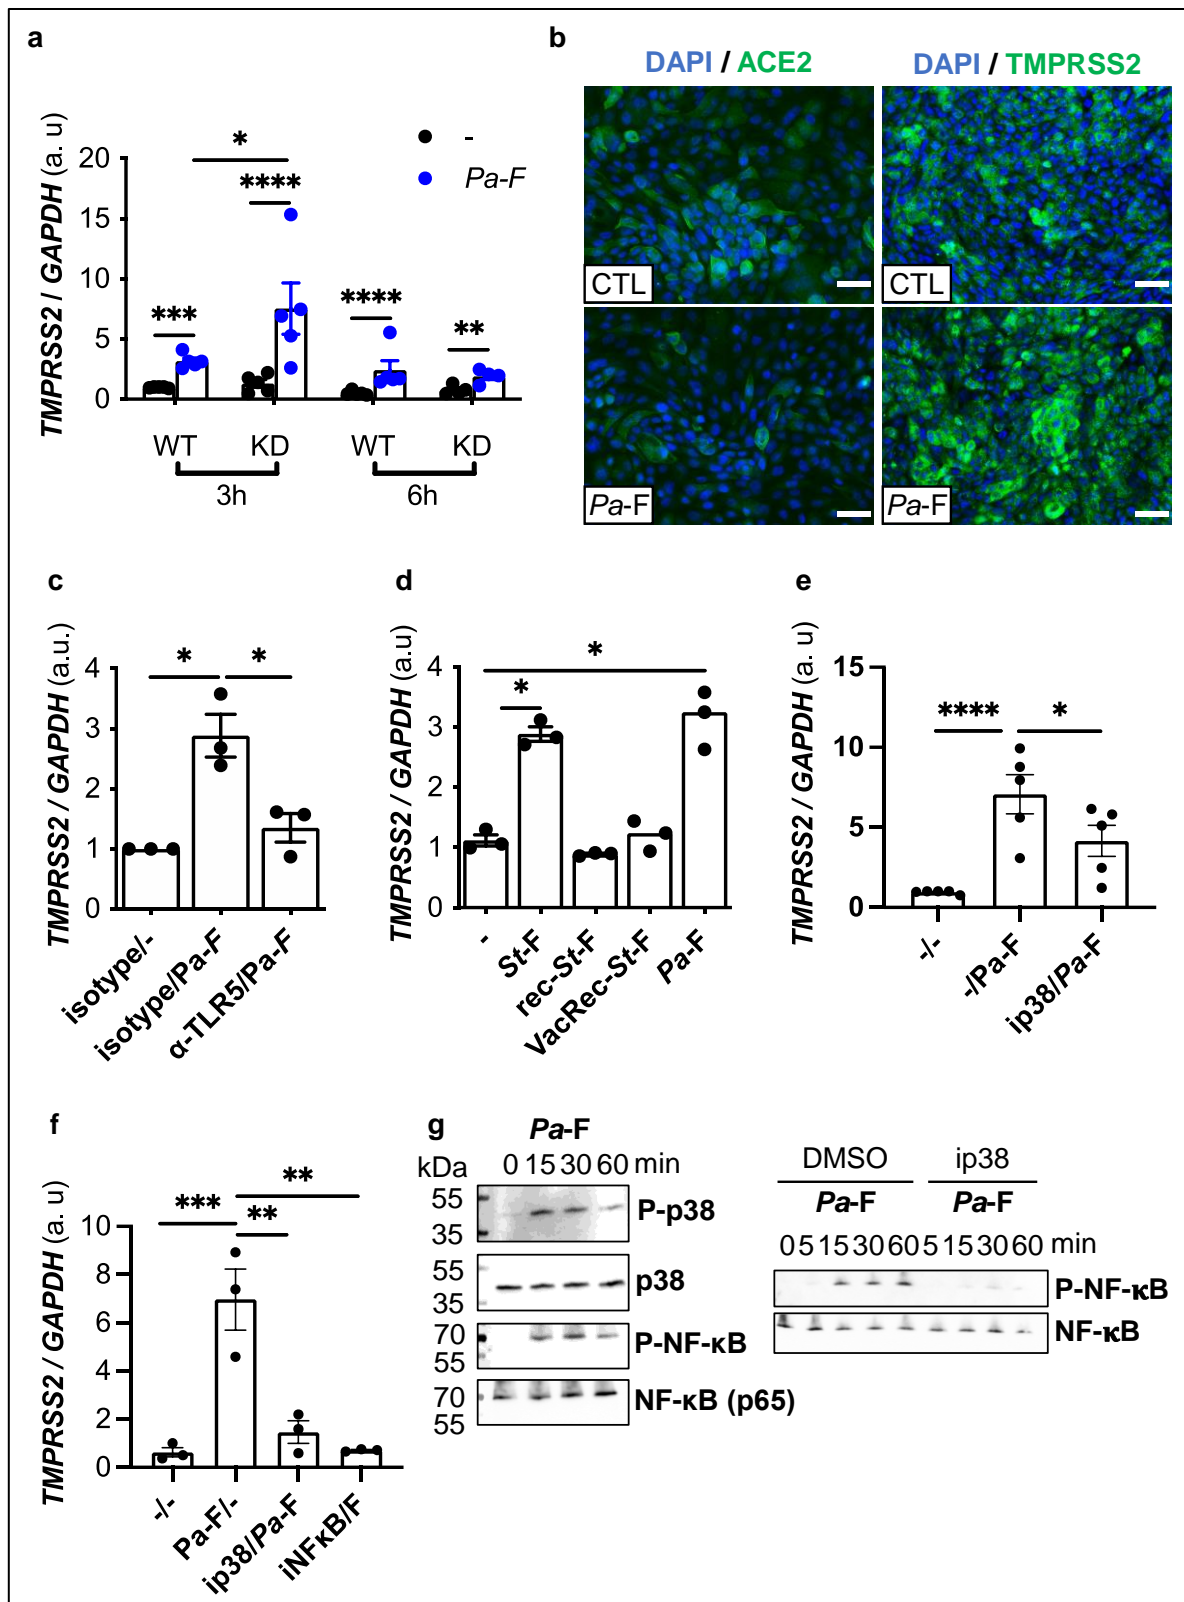 a
TMPRSS2 / GAPDH (a. u)
20
15
10
5
0
-
Pa-F
*
****
***
****
**
WT KD WT KD
3h 6h
b
DAPI / ACE2
DAPI / TMPRSS2
CTL
CTL
Pa-F
Pa-F
c
TMPRSS2 / GAPDH (a.u.)
4
3
2
1
0
* *
isotype/-
isotype/Pa-F
α-TLR5/Pa-F
d
TMPRSS2 / GAPDH (a.u)
4
3
2
1
0
*
*
-
St-F
rec-St-F
VacRec-St-F
Pa-F
e
TMPRSS2 / GAPDH (a. u)
15
10
5
0
**** *
-/-
-/Pa-F
ip38/Pa-F
f
TMPRSS2 / GAPDH (a. u)
10
8
6
4
2
0
**
*** **
-/-
Pa-F/-
ip38/Pa-F
iNFκB/F
g
Pa-F
kDa 0 15 30 60 min
55
35
P-p38
55
35
p38
70
55
P-NF-κB
70
55
NF-κB (p65)
DMSO ip38
Pa-F Pa-F
0 5 15 30 60 5 15 30 60 min
P-NF-κB
NF-κB